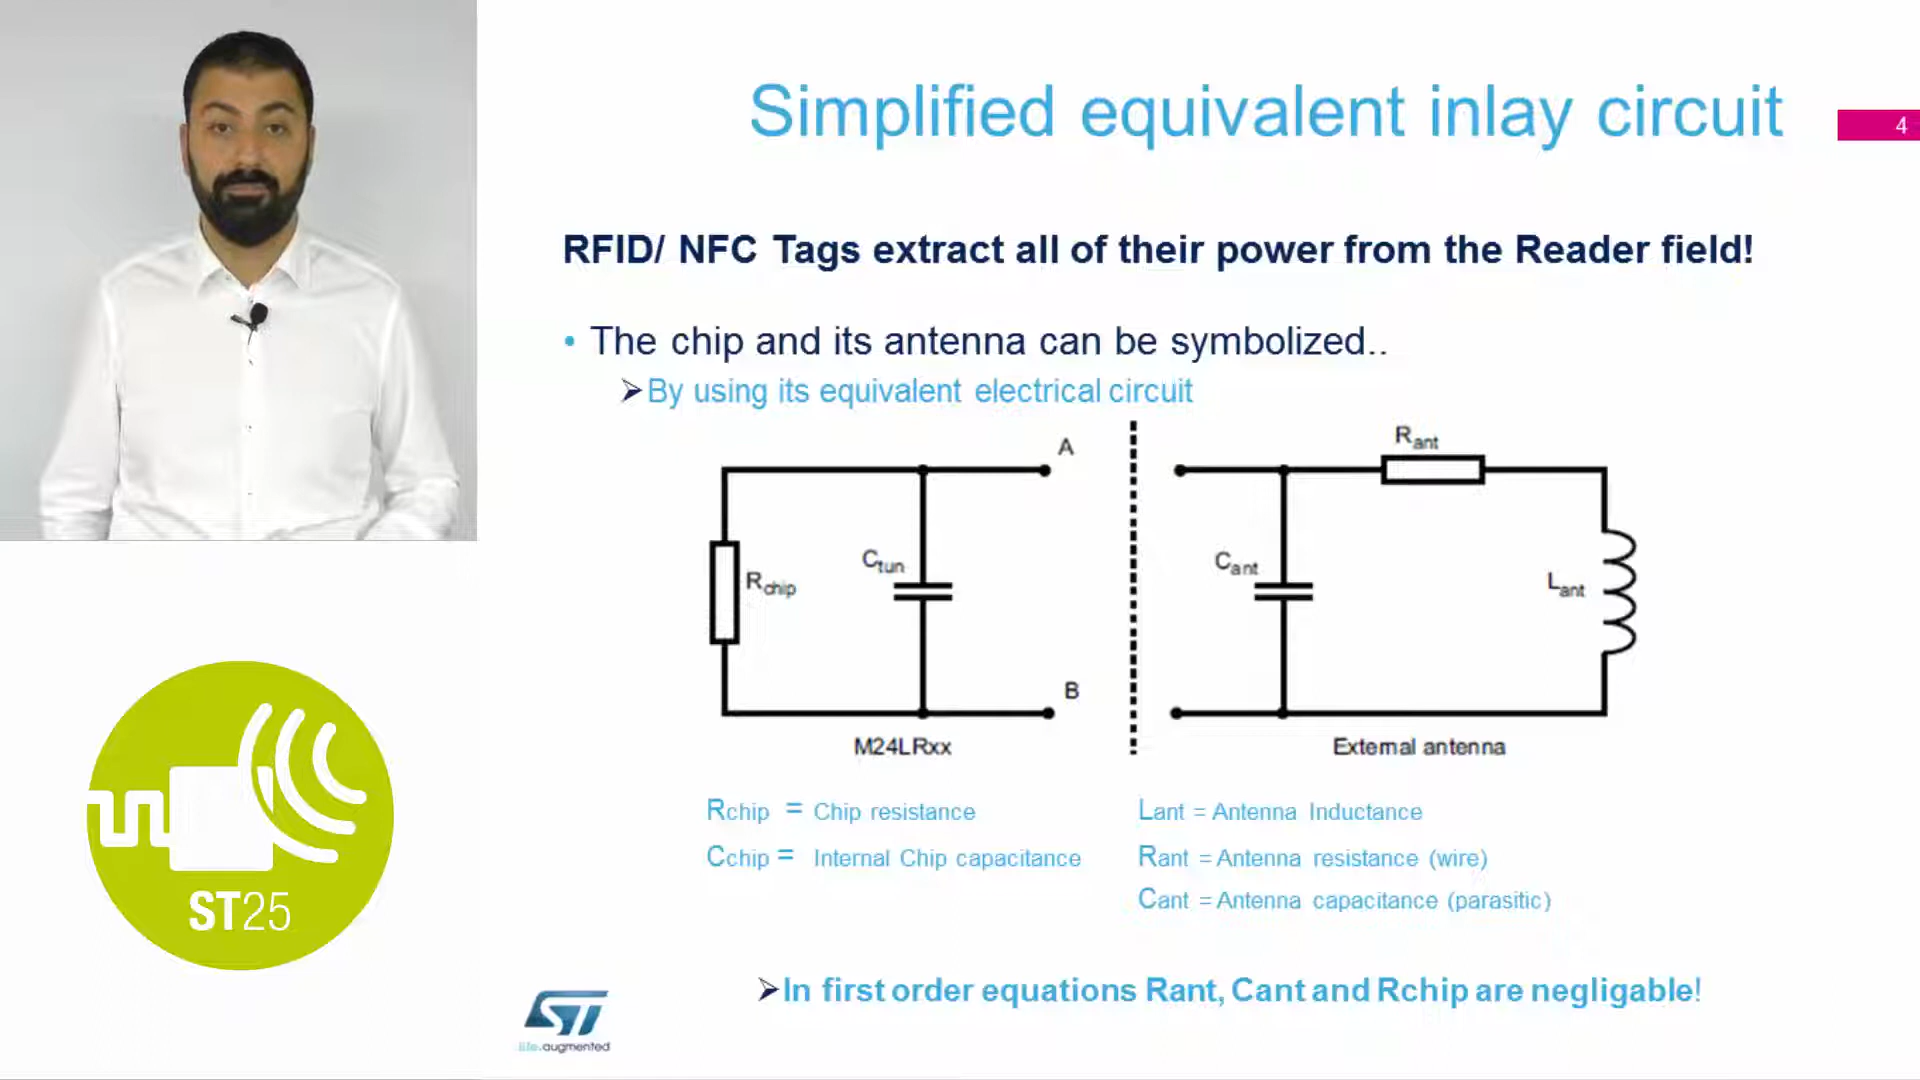 Simplified equivalent inlay circuit
4
RFID/ NFC Tags extract all of their power from the Reader field!
• The chip and its antenna can be symbolized..
➢By using its equivalent electrical circuit
A
Rant
Rchip
Ctun
Cant
Lant
B
M24LRxx
External antenna
Rchip = Chip resistance
Cchip = Internal Chip capacitance
Lant = Antenna Inductance
Rant = Antenna resistance (wire)
Cant = Antenna capacitance (parasitic)
➢In first order equations Rant, Cant and Rchip are negligable!
ST25
ST
life.augmented